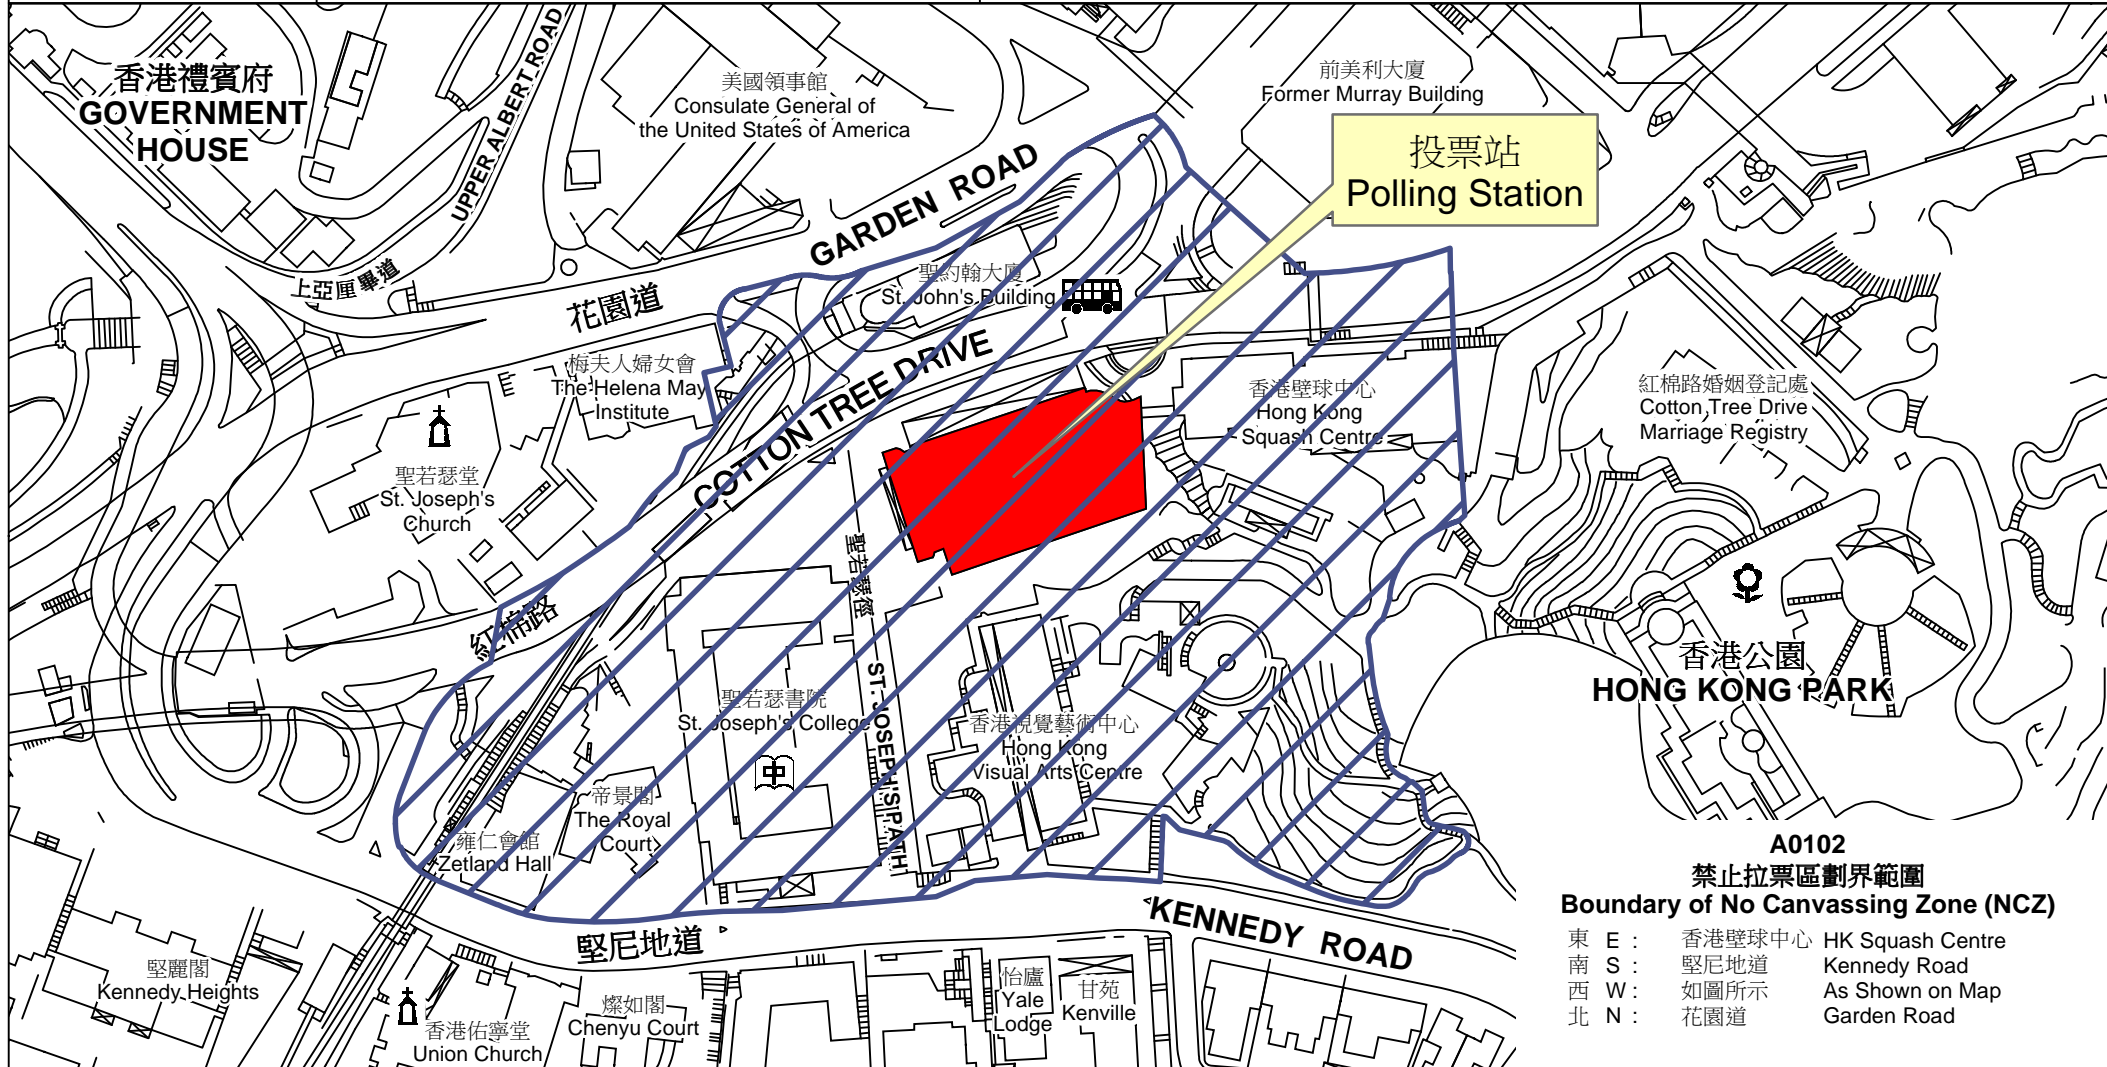 香港禮賓府
GOVERNMENT
HOUSE
UPPER ALBERT ROAD
上亞厘畢道
美國領事館
Consulate General of
the United States of America
前美利大廈
Former Murray Building
投票站
Polling Station
GARDEN ROAD
花園道
聖約翰大廈
St. John's Building
COTTON TREE DRIVE
紅棉路
梅夫人婦女會
The Helena May
Institute
聖若瑟堂
St. Joseph's
Church
香港壁球中心
Hong Kong
Squash Centre
紅棉路婚姻登記處
Cotton Tree Drive
Marriage Registry
聖若瑟徑
ST. JOSEPH'S PATH
聖若瑟書院
St. Joseph's College
中
香港視覺藝術中心
Hong Kong
Visual Arts Centre
香港公園
HONG KONG PARK
帝景閣
The Royal
Court
雍仁會館
Zetland Hall
堅尼地道
KENNEDY ROAD
堅麗閣
Kennedy Heights
香港佑寧堂
Union Church
燦如閣
Chenyu Court
怡廬
Yale
Lodge
甘苑
Kenville
A0102
禁止拉票區劃界範圍
Boundary of No Canvassing Zone (NCZ)
東 E : 香港壁球中心 HK Squash Centre
南 S : 堅尼地道 Kennedy Road
西 W : 如圖所示 As Shown on Map
北 N : 花園道 Garden Road